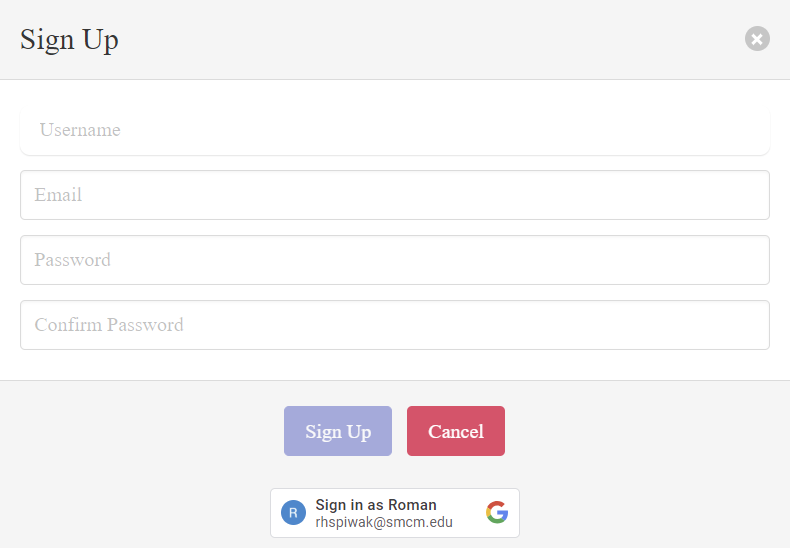 Sign Up
Username
Email
Password
Confirm Password
Sign Up
Cancel
R
Sign in as Roman
rhspiwak@smcm.edu